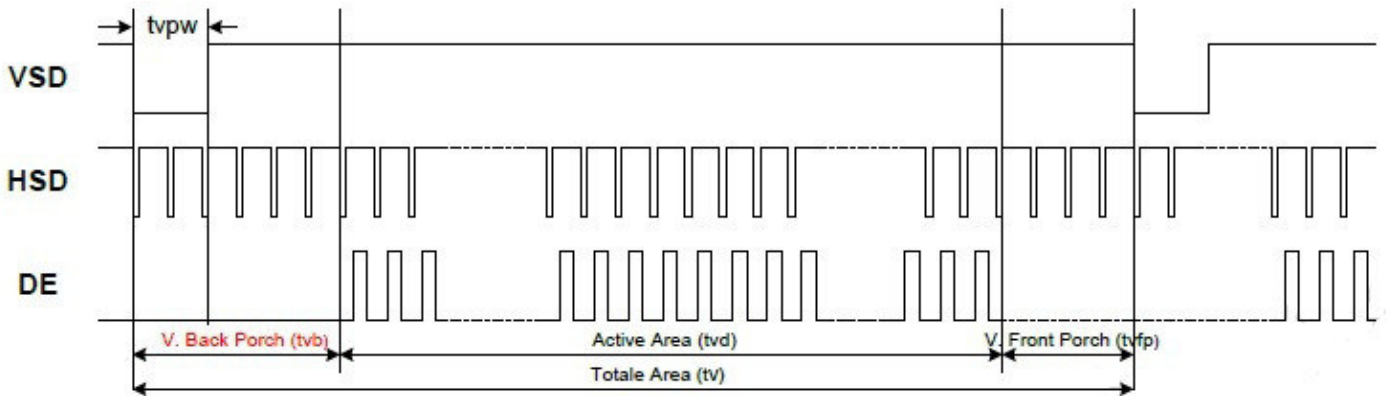 tvpw
VSD
HSD
DE
V. Back Porch (tvb) Active Area (tvd) V. Front Porch (tvfp)
Totale Area (tv)